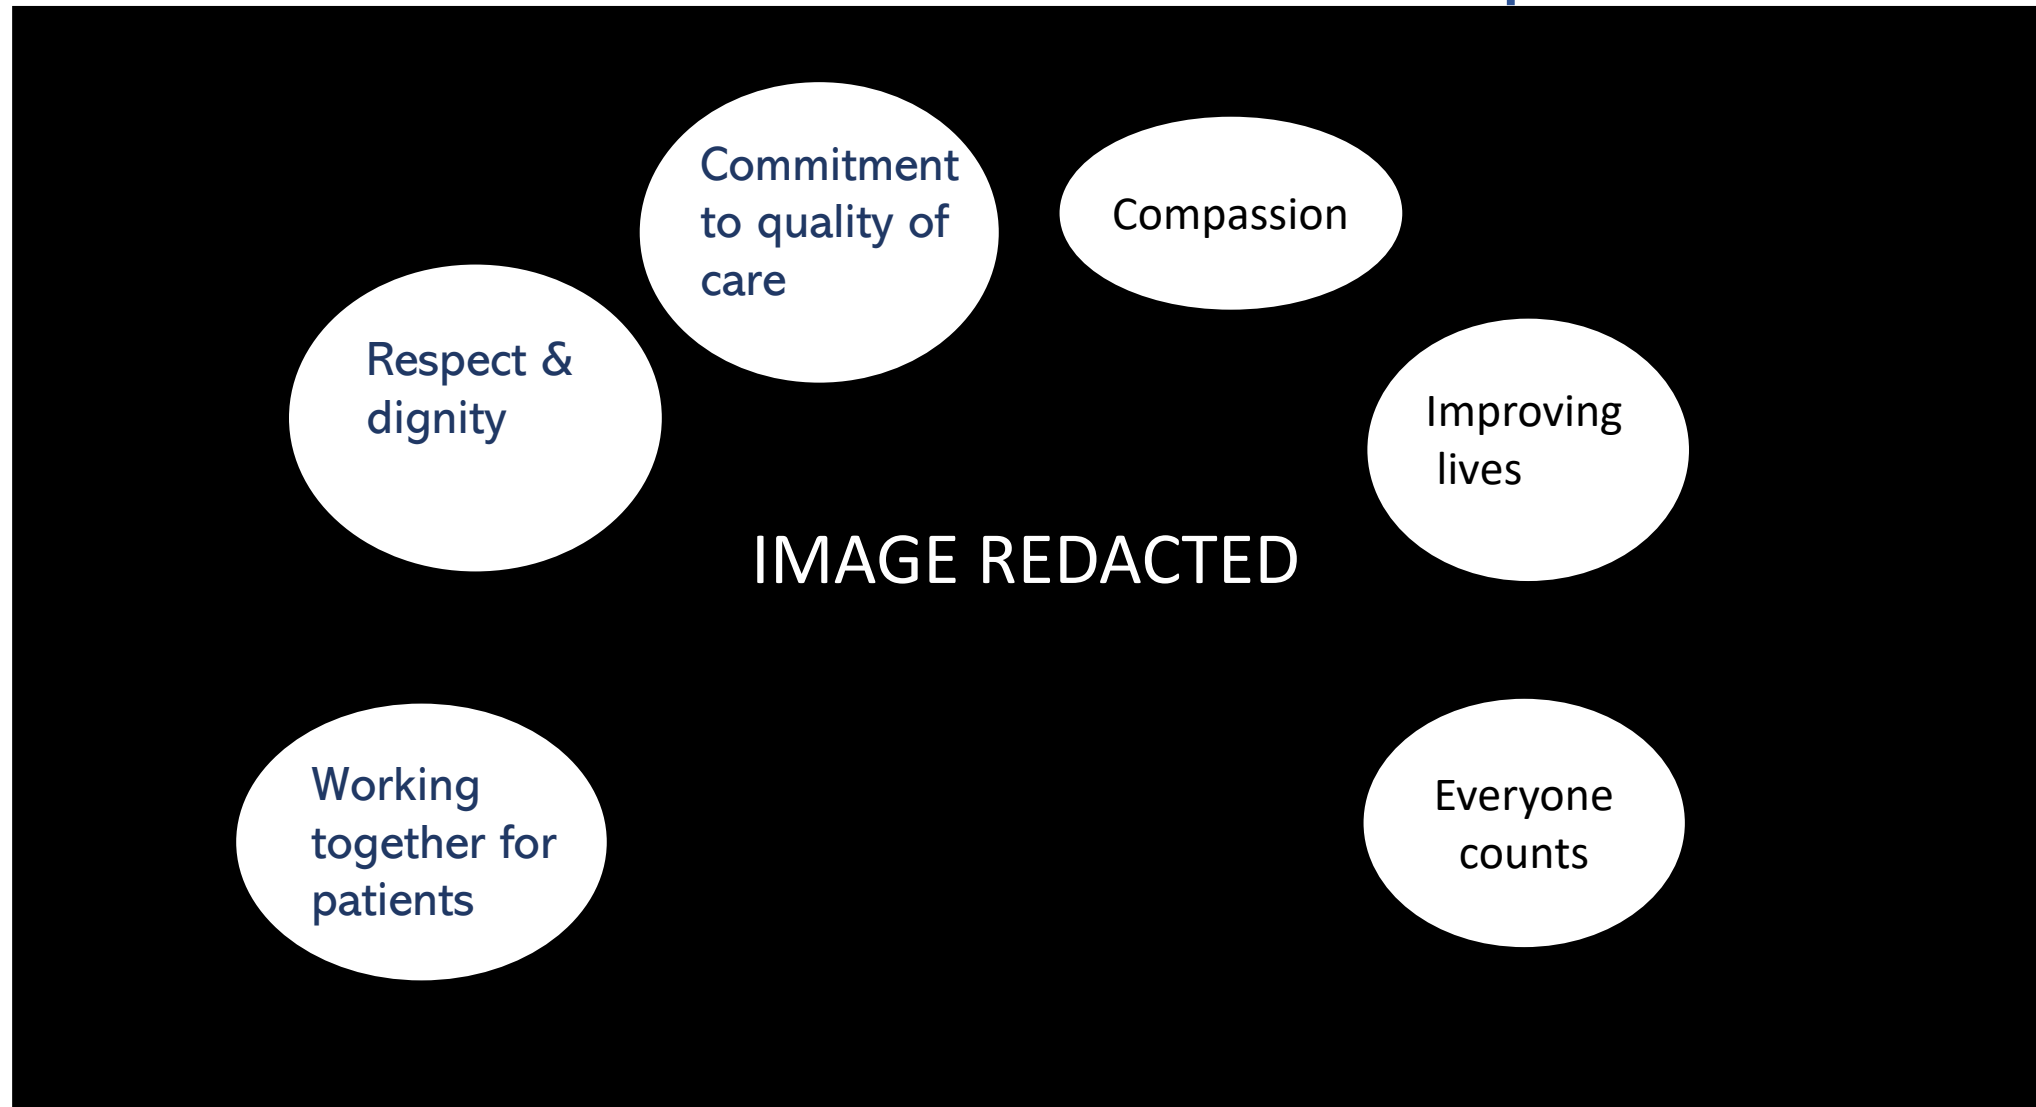 Commitment
to quality of
care
Compassion
Respect &
dignity
Improving
lives
IMAGE REDACTED
Working
together for
patients
Everyone
counts